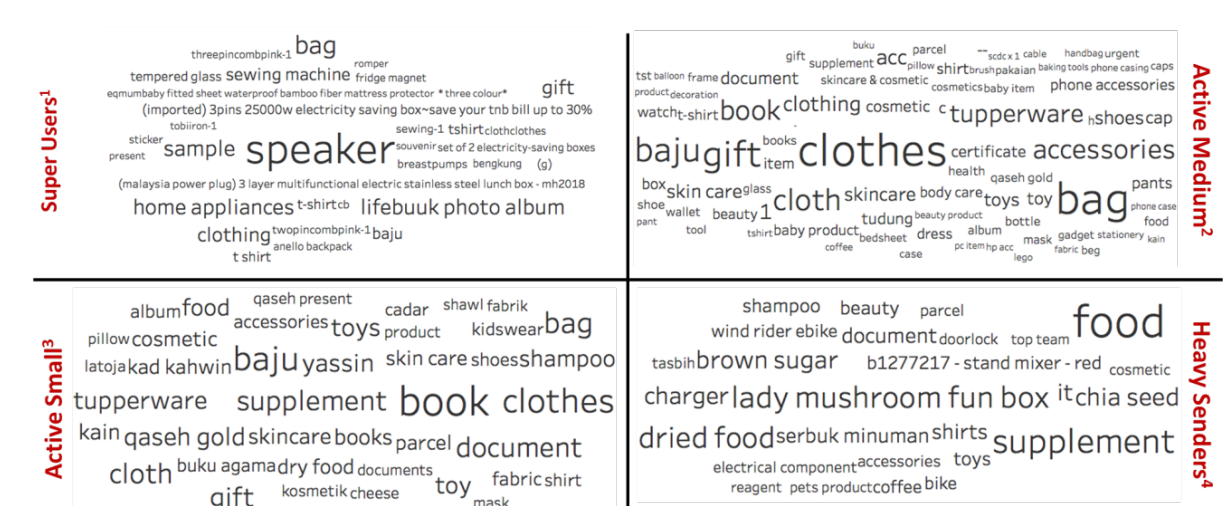 Super Users1
threepincombpink-1 bag
romper
tempered glass sewing machine fridge magnet
gift
eqmumbaby fitted sheet waterproof bamboo fiber mattress protector * three colour*
(imported) 3pins 25000w electricity saving box~save your tnb bill up to 30%
tobiiron-1
sewing-1 tshirt clothclothes
sticker sample speaker souvenir set of 2 electricity-saving boxes
present
breastpumps bengkung (g)
(malaysia power plug) 3 layer multifunctional electric stainless steel lunch box - mh2018
home appliances t-shirt cb lifebuuk photo album
clothing twopincombpink-1 baju
anello backpack
t shirt
Active Medium2
buku
gift supplement acc parcel
pillow shirt brush pakaian -- scdc x 1 cable handbag urgent
baking tools phone casing caps
tst balloon frame document skincare & cosmetic cosmetics baby item phone accessories
product decoration
watch t-shirt book clothing cosmetic c tupperware h shoes cap
baju gift books item clothes certificate accessories
health
qaseh gold
box skin care glass cloth skincare body care toys toy bag pants
shoe wallet beauty 1 phone case
pant tool tudung beauty product bottle food
tshirt baby product bedsheet dress album mask gadget stationery kain
coffee case pc item hp acc lego fabric beg
Active Small3
album food qaseh present cadar shawl fabrik
accessories toys product kidswear bag
pillow cosmetic
latoja kad kahwin baju yassin skin care shoes shampoo
tupperware supplement book clothes
kain qaseh gold skincare books parcel document
cloth buku agama dry food documents toy fabric shirt
gift kosmetik cheese mask
Heavy Senders4
shampoo beauty parcel food
wind rider ebike document doorlock top team
tasbih brown sugar b1277217 - stand mixer - red cosmetic
charger lady mushroom fun box it chia seed
dried food serbuk minuman shirts supplement
electrical component accessories toys
reagent pets product coffee bike